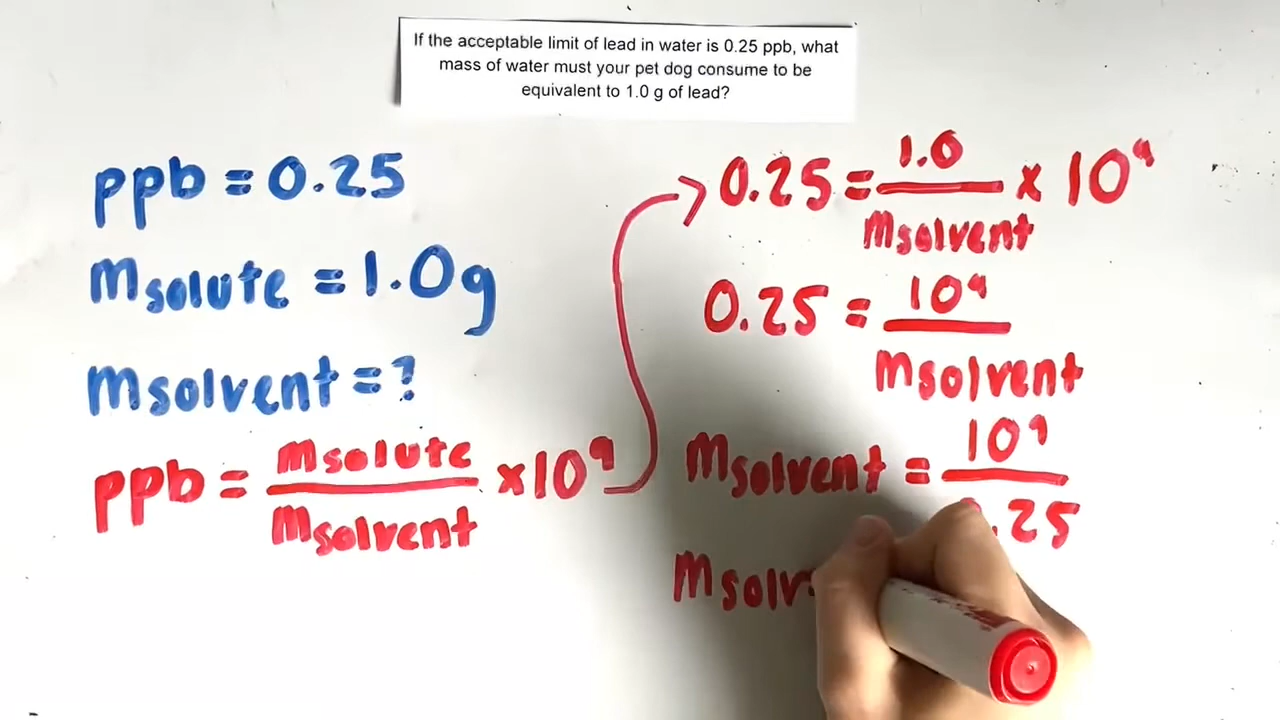 If the acceptable limit of lead in water is 0.25 ppb, what
mass of water must your pet dog consume to be
equivalent to 1.0 g of lead?
ppb = 0.25
msolute = 1.0g
msolvent = ?
ppb = msolute / msolvent × 10⁹
0.25 = 1.0 / msolvent × 10⁹
0.25 = 10⁹ / msolvent
msolvent = 10⁹ / .25
msolv